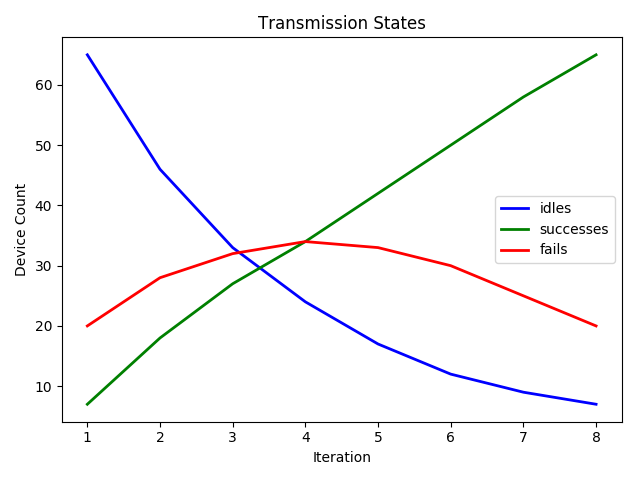 Transmission States
Device Count
60
50
40
30
20
10
idles
successes
fails
1 2 3 4 5 6 7 8
Iteration